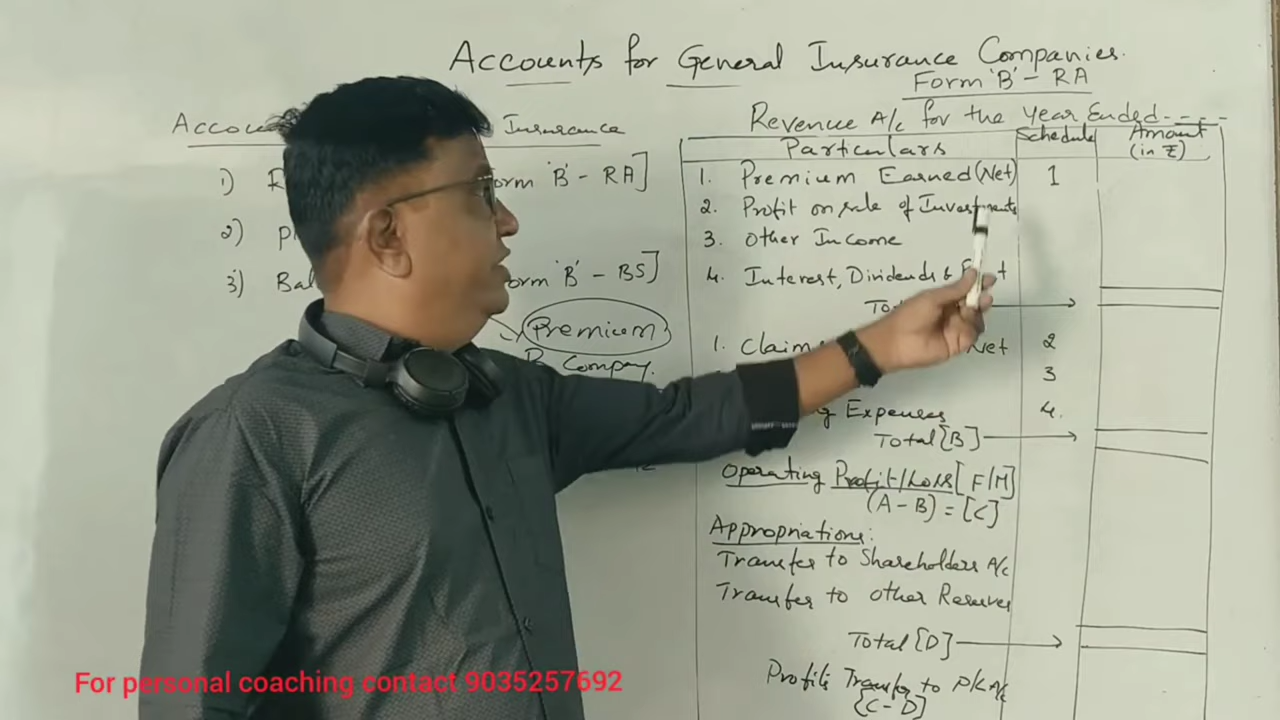 Accounts for General Insurance Companies.
Form 'B' - RA
Insurance
1)
Form 'B' - RA]
2)
3)
Form 'B' - BS]
Premium
Company.
Revenue A/c for the Year Ended - - - -
Particulars Schedule Amount (in ₹)
1. Premium Earned (Net) 1
2. Profit on sale of Investments
3. Other Income
4. Interest, Dividends &
1. Net 2
3
Expenses 4.
Total [B]
Operating Profit/Loss [F/M]
(A - B) = [C]
Appropriations:
Transfer to Shareholders A/c
Transfer to other Reserves
Total [D]
Profits Transfer to P/L A/c
[C - D]
For personal coaching contact 9035257692